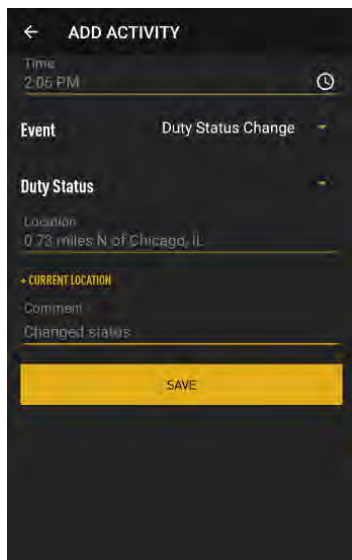 ADD ACTIVITY
Time
2:06 PM
Event Duty Status Change
Duty Status
Location
0.73 miles N of Chicago, IL
+ CURRENT LOCATION
Comment
Changed status
SAVE